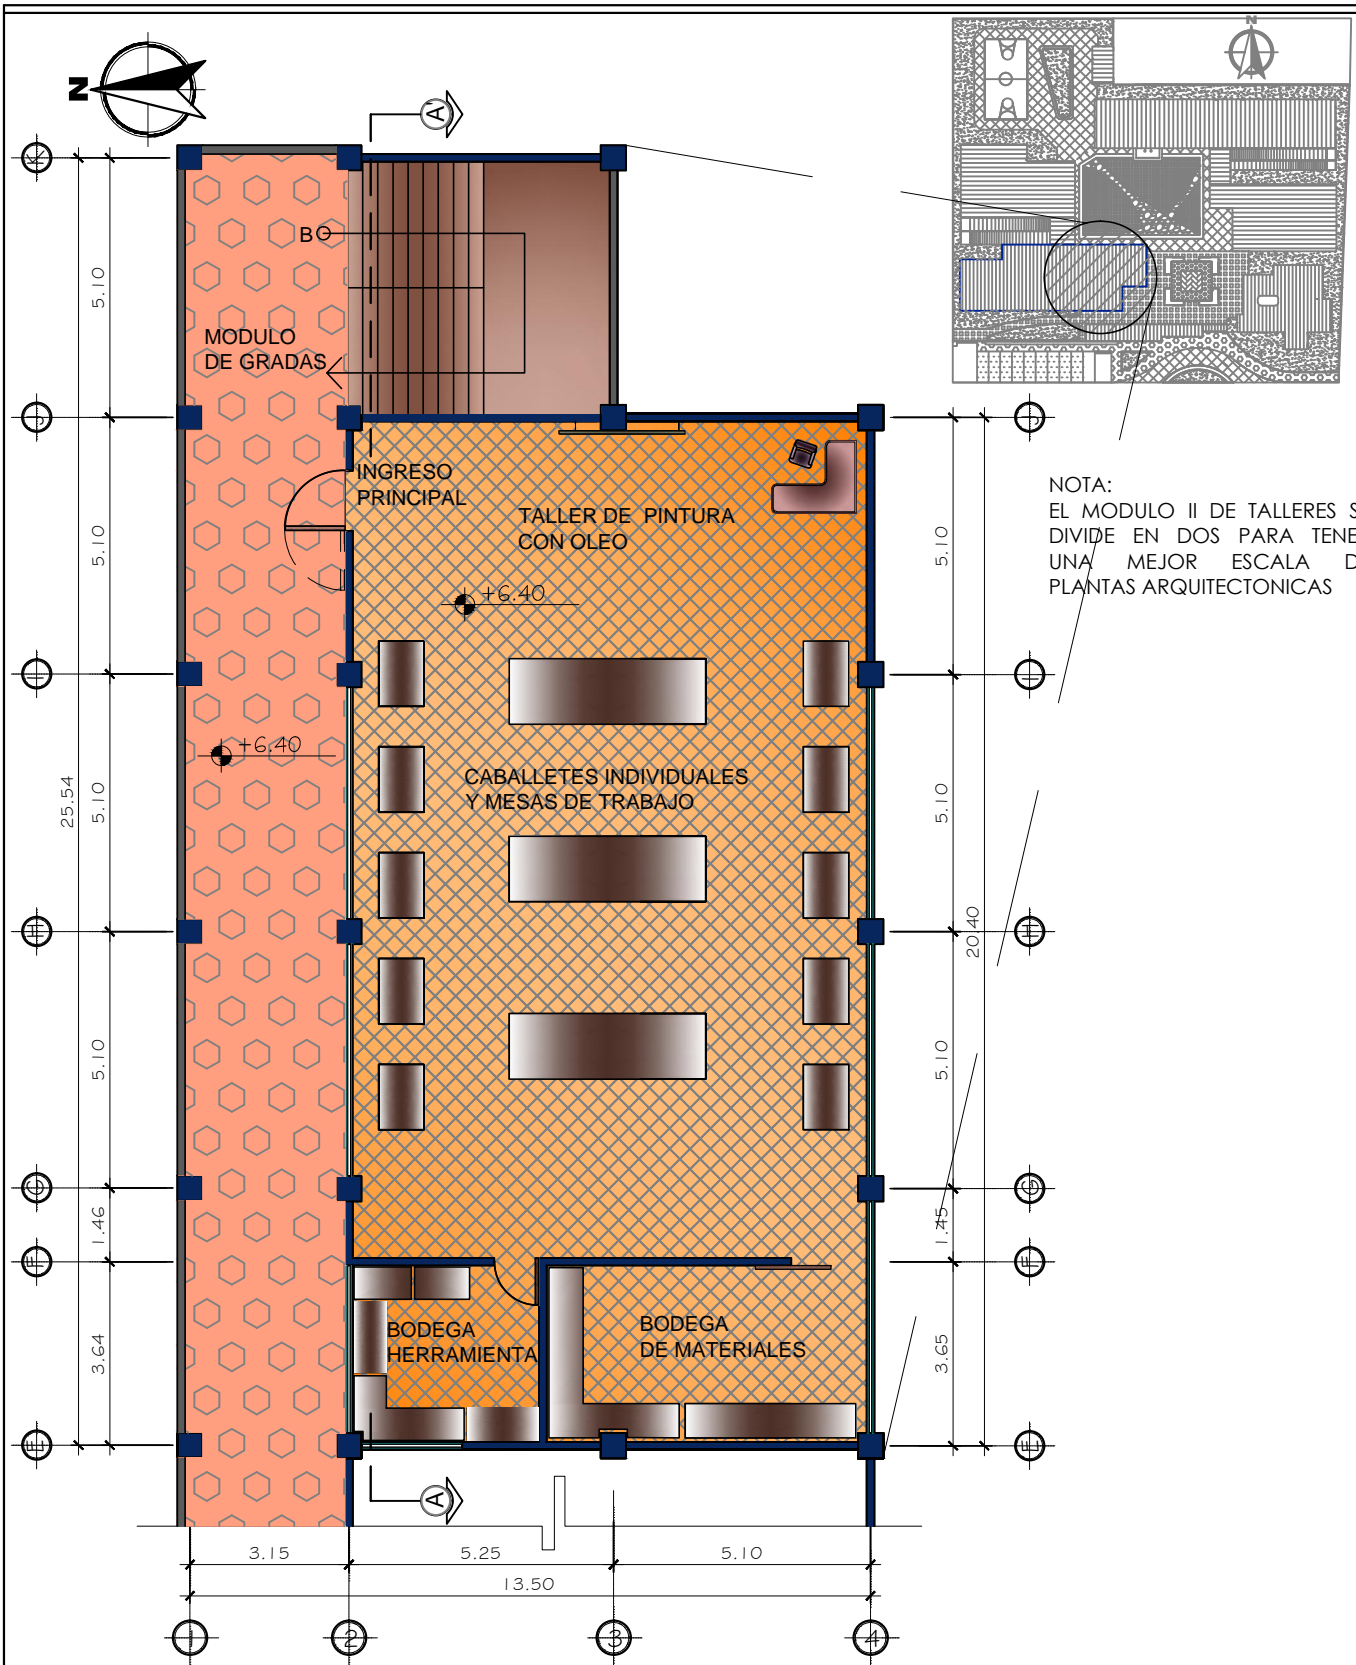 N
N
A'
K
5.10
B
MODULO
DE GRADAS
J
J
INGRESO
PRINCIPAL
TALLER DE PINTURA
CON OLEO
NOTA:
EL MODULO II DE TALLERES S
DIVIDE EN DOS PARA TENE
UNA MEJOR ESCALA D
PLANTAS ARQUITECTONICAS
5.10
5.10
+6.40
I
I
+6.40
CABALLETES INDIVIDUALES
Y MESAS DE TRABAJO
25.54
5.10
5.10
H
H
20.40
5.10
5.10
G
G
1.46
1.45
F
F
BODEGA
HERRAMIENTA
BODEGA
DE MATERIALES
3.64
3.65
E
E
A
3.15
5.25
5.10
13.50
1
2
3
4